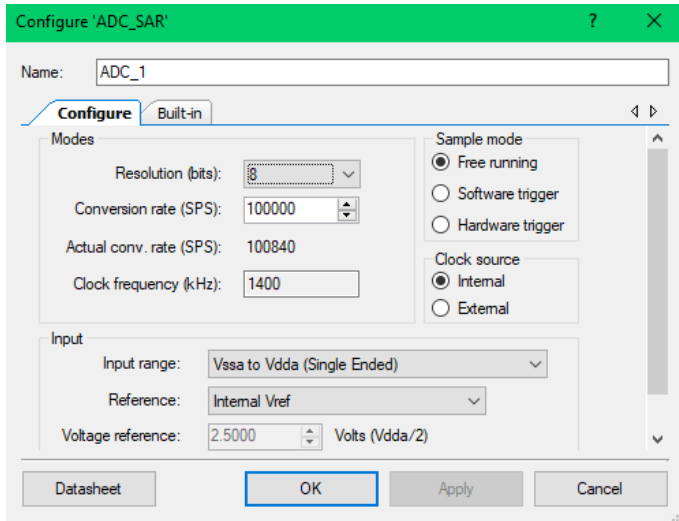 Configure 'ADC_SAR' ?
Name: ADC_1
Configure Built-in
Modes
Resolution (bits): 8
Conversion rate (SPS): 100000
Actual conv. rate (SPS): 100840
Clock frequency (kHz): 1400
Sample mode
Free running
Software trigger
Hardware trigger
Clock source
Internal
External
Input
Input range: Vssa to Vdda (Single Ended)
Reference: Internal Vref
Voltage reference: 2.5000 Volts (Vdda/2)
Datasheet OK Apply Cancel